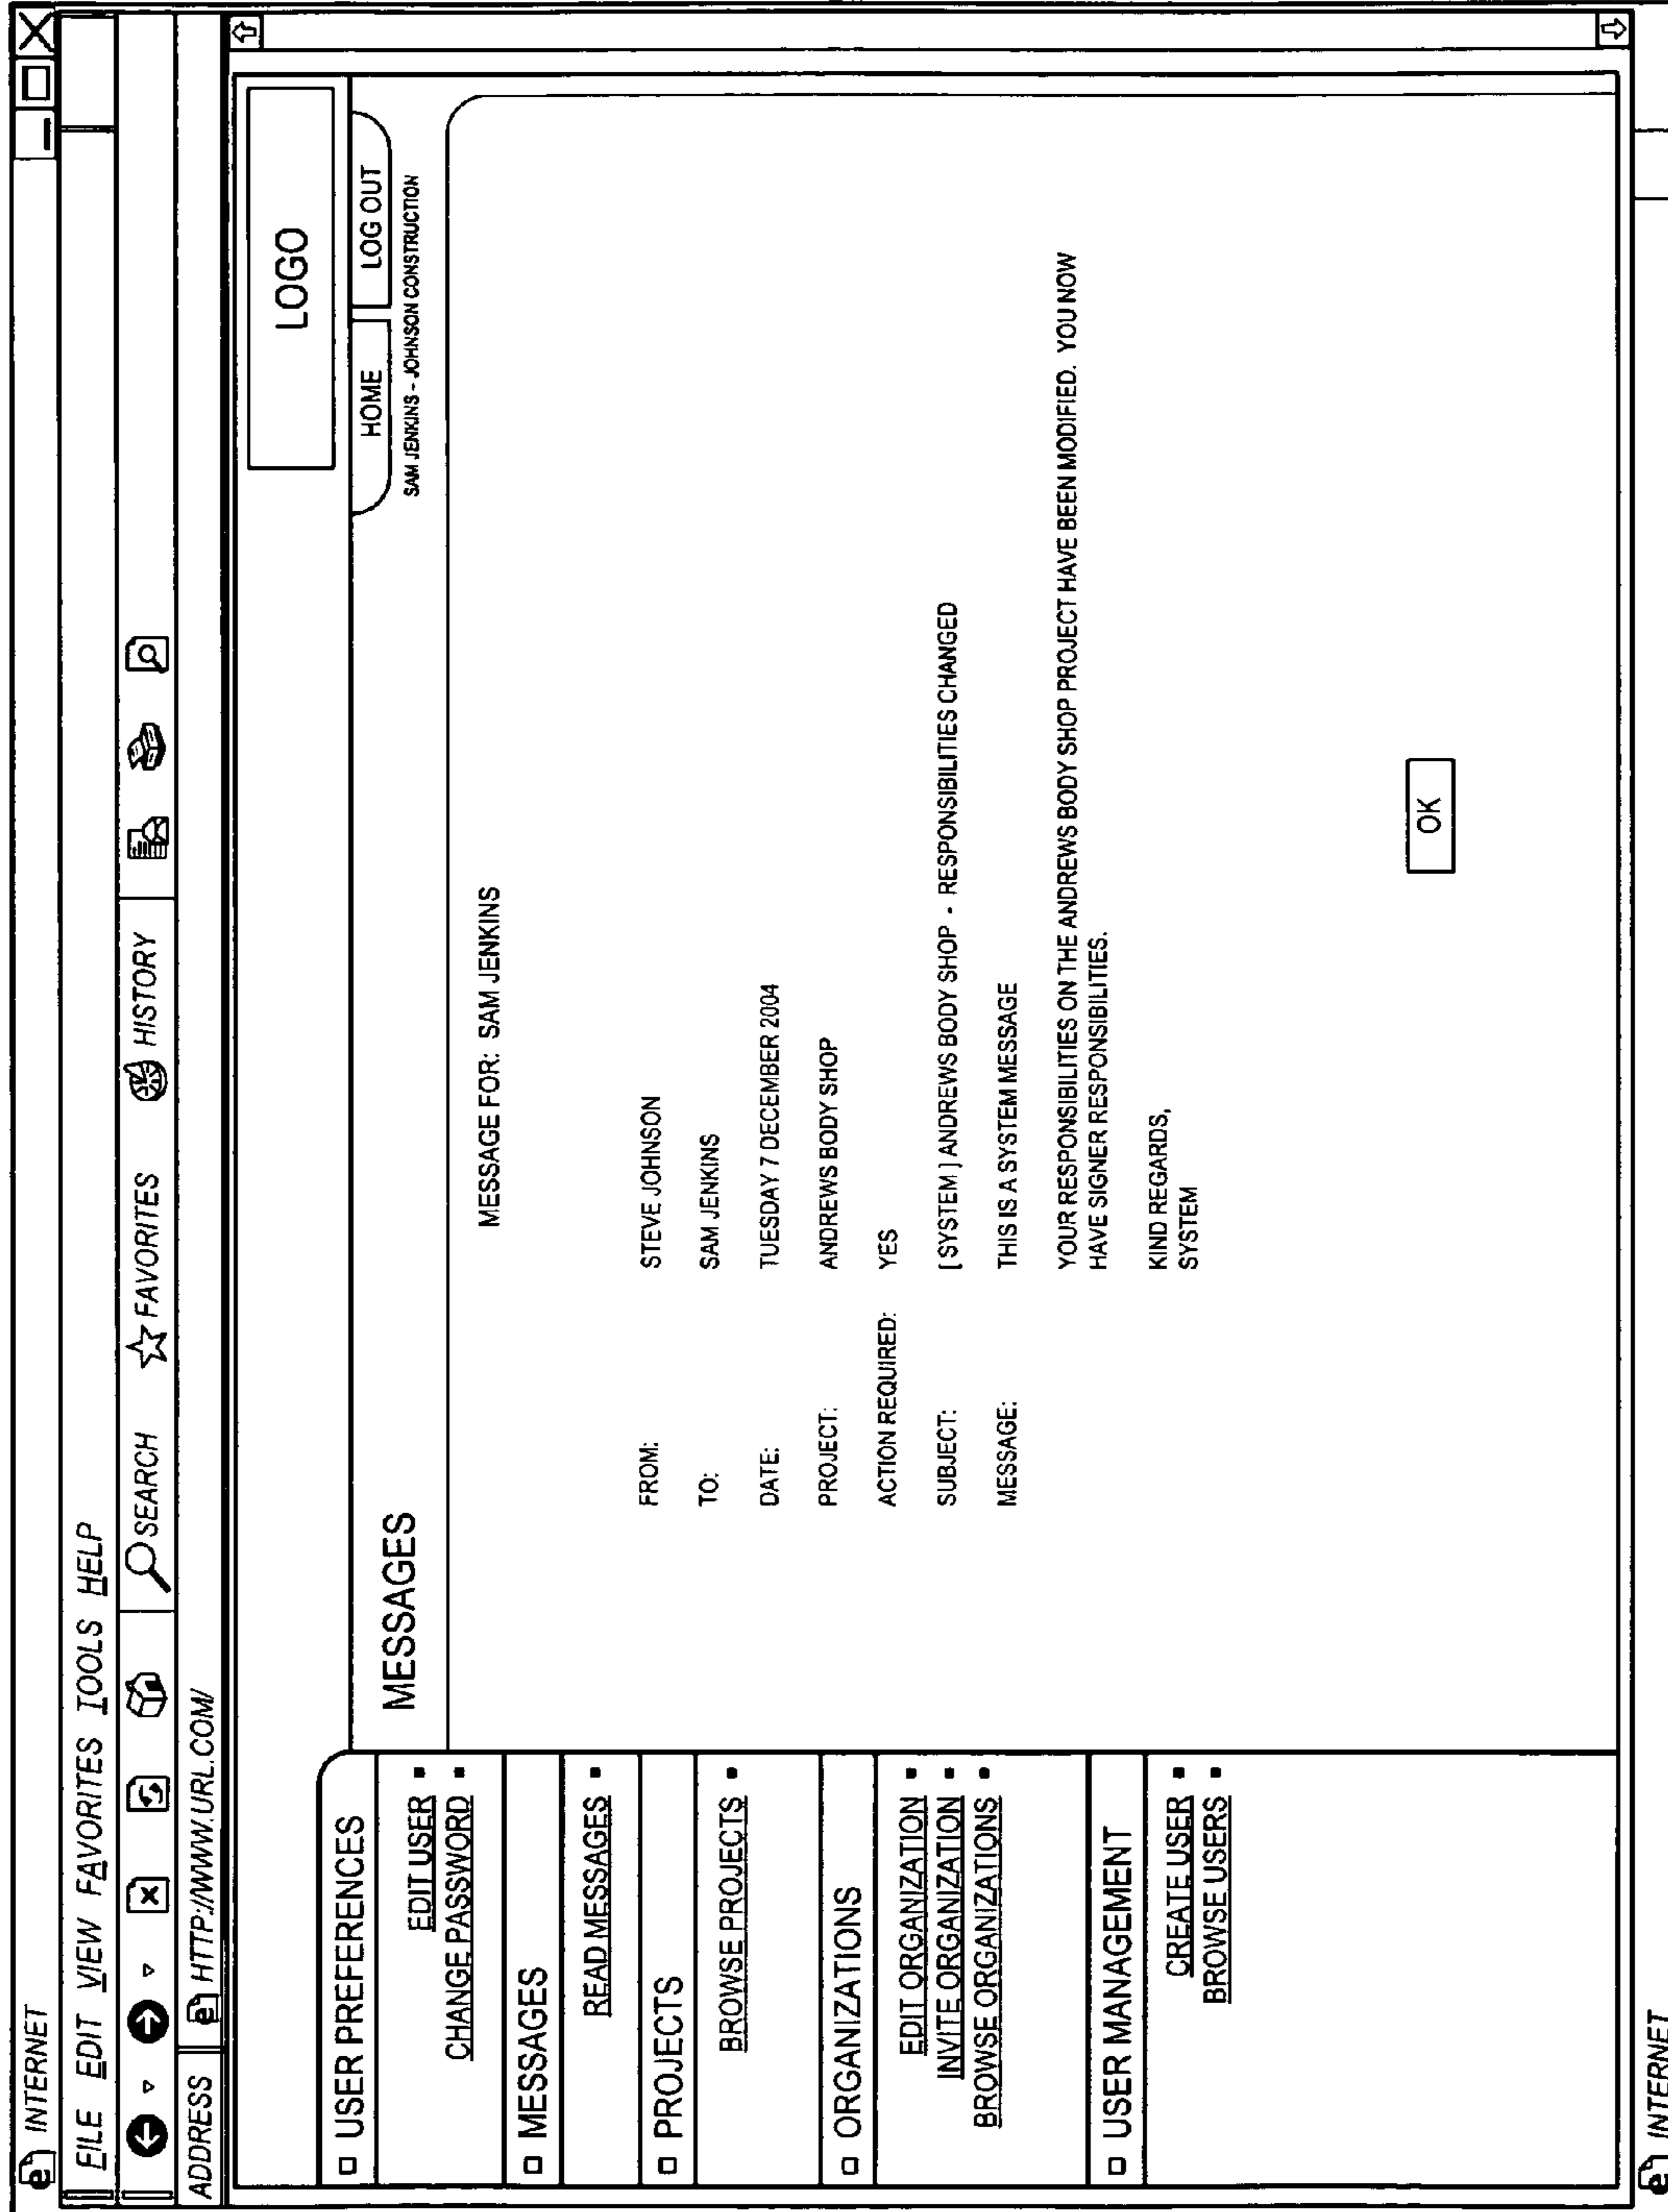 INTERNET
FILE EDIT VIEW FAVORITES TOOLS HELP
SEARCH FAVORITES HISTORY
ADDRESS HTTP://WWW.URL.COM/
LOGO
HOME LOG OUT
SAM JENKINS - JOHNSON CONSTRUCTION
USER PREFERENCES
EDIT USER
CHANGE PASSWORD
MESSAGES
READ MESSAGES
PROJECTS
BROWSE PROJECTS
ORGANIZATIONS
EDIT ORGANIZATION
INVITE ORGANIZATION
BROWSE ORGANIZATIONS
USER MANAGEMENT
CREATE USER
BROWSE USERS
MESSAGES
MESSAGE FOR: SAM JENKINS
FROM: STEVE JOHNSON
TO: SAM JENKINS
DATE: TUESDAY 7 DECEMBER 2004
PROJECT: ANDREWS BODY SHOP
ACTION REQUIRED: YES
SUBJECT: [SYSTEM] ANDREWS BODY SHOP - RESPONSIBILITIES CHANGED
MESSAGE: THIS IS A SYSTEM MESSAGE
YOUR RESPONSIBILITIES ON THE ANDREWS BODY SHOP PROJECT HAVE BEEN MODIFIED. YOU NOW
HAVE SIGNER RESPONSIBILITIES.
KIND REGARDS,
SYSTEM
OK
INTERNET